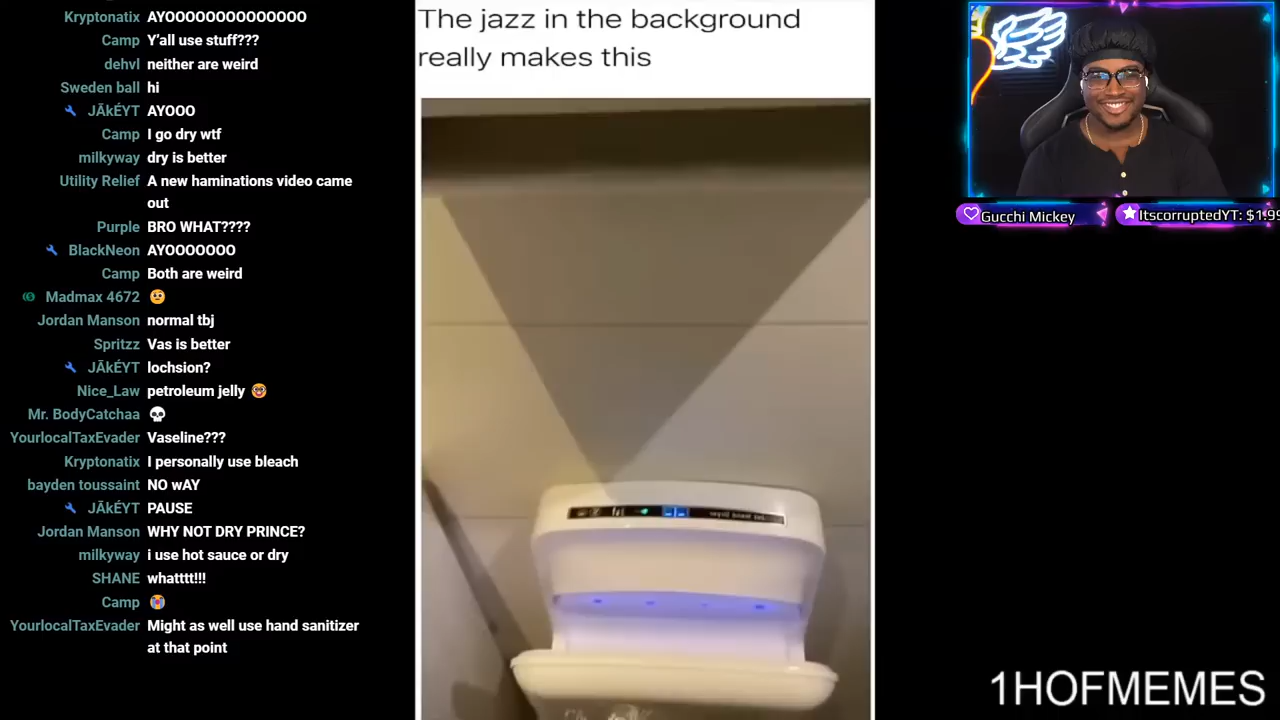 Kryptonatix AYOOOOOOOOOOOOO
Camp Y'all use stuff???
dehvl neither are weird
Sweden ball hi
JĀkÉYT AYOOO
Camp I go dry wtf
milkyway dry is better
Utility Relief A new haminations video came
out
Purple BRO WHAT????
BlackNeon AYOOOOOOO
Camp Both are weird
Madmax 4672 🥺
Jordan Manson normal tbj
Spritzz Vas is better
JĀkÉYT lochsion?
Nice_Law petroleum jelly 🤓
Mr. BodyCatchaa 💀
YourlocalTaxEvader Vaseline???
Kryptonatix I personally use bleach
bayden toussaint NO wAY
JĀkÉYT PAUSE
Jordan Manson WHY NOT DRY PRINCE?
milkyway i use hot sauce or dry
SHANE whatttt!!!
Camp 😭
YourlocalTaxEvader Might as well use hand sanitizer
at that point
The jazz in the background
really makes this
Gucchi Mickey
ItscorruptedYT: $1.99
1HOFMEMES